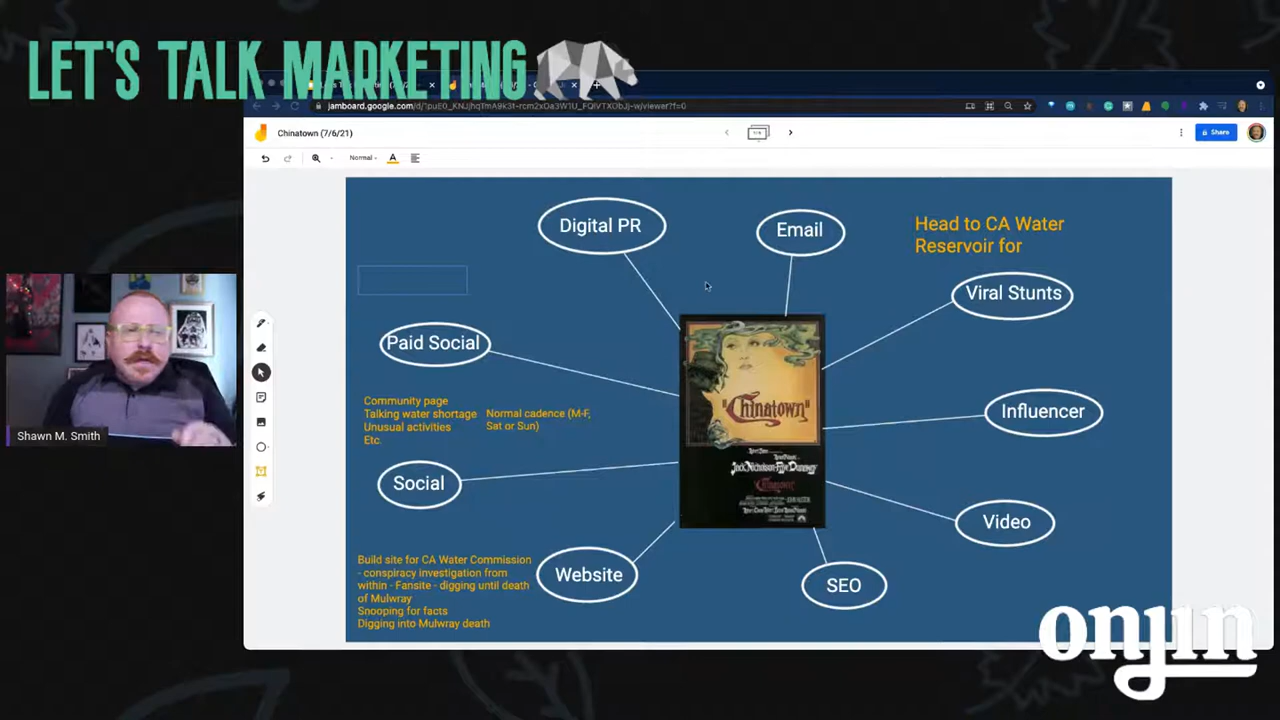 LET'S TALK MARKETING
Chinatown (7/6/21)
Share
Normal
Digital PR
Email
Head to CA Water
Reservoir for
Viral Stunts
Paid Social
Community page
Talking water shortage
Unusual activities
Etc.
Normal cadence (M-F,
Sat or Sun)
"Chinatown"
Jack Nicholson Faye Dunaway
Chinatown
Influencer
Social
Video
Build site for CA Water Commission
- conspiracy investigation from
within - Fansite - digging until death
of Mulwray
Snooping for facts
Digging into Mulwray death
Website
SEO
Shawn M. Smith
onjin